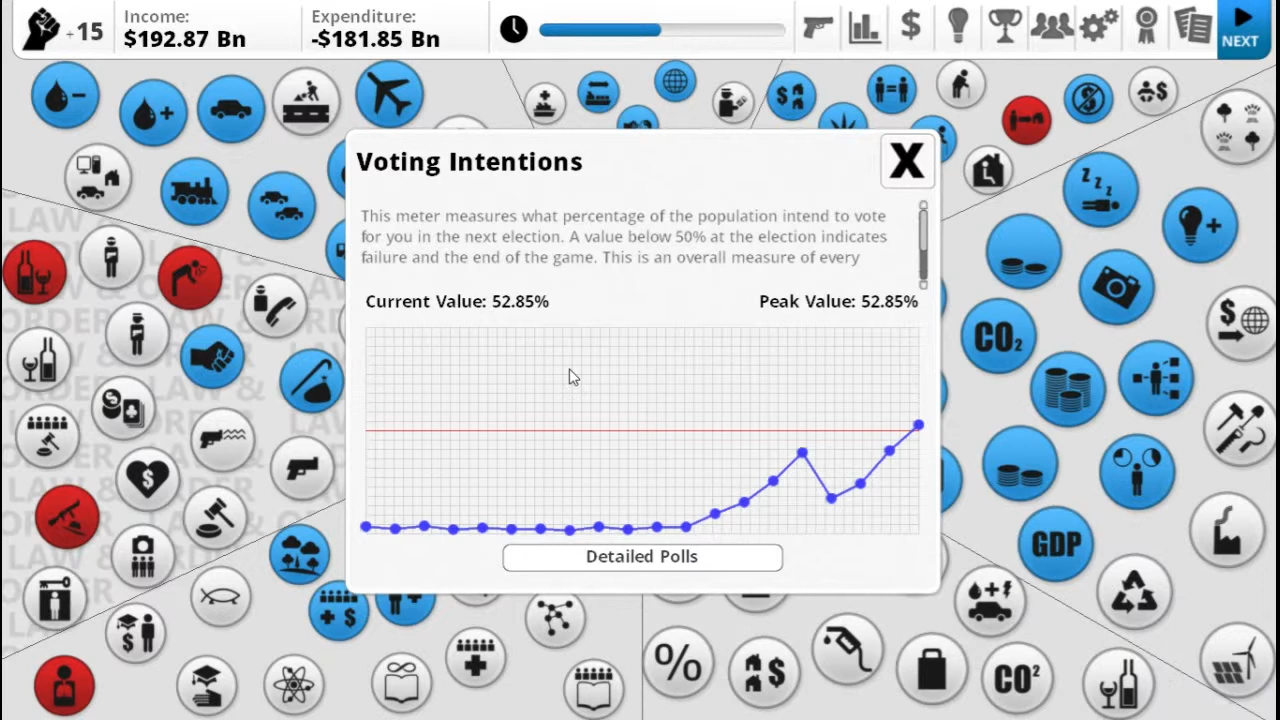 +15
Income:
$192.87 Bn
Expenditure:
-$181.85 Bn
NEXT
Voting Intentions
X
This meter measures what percentage of the population intend to vote
for you in the next election. A value below 50% at the election indicates
failure and the end of the game. This is an overall measure of every
Current Value: 52.85%
Peak Value: 52.85%
Detailed Polls
CO₂
GDP
CO²
%
LAW &
ORDER